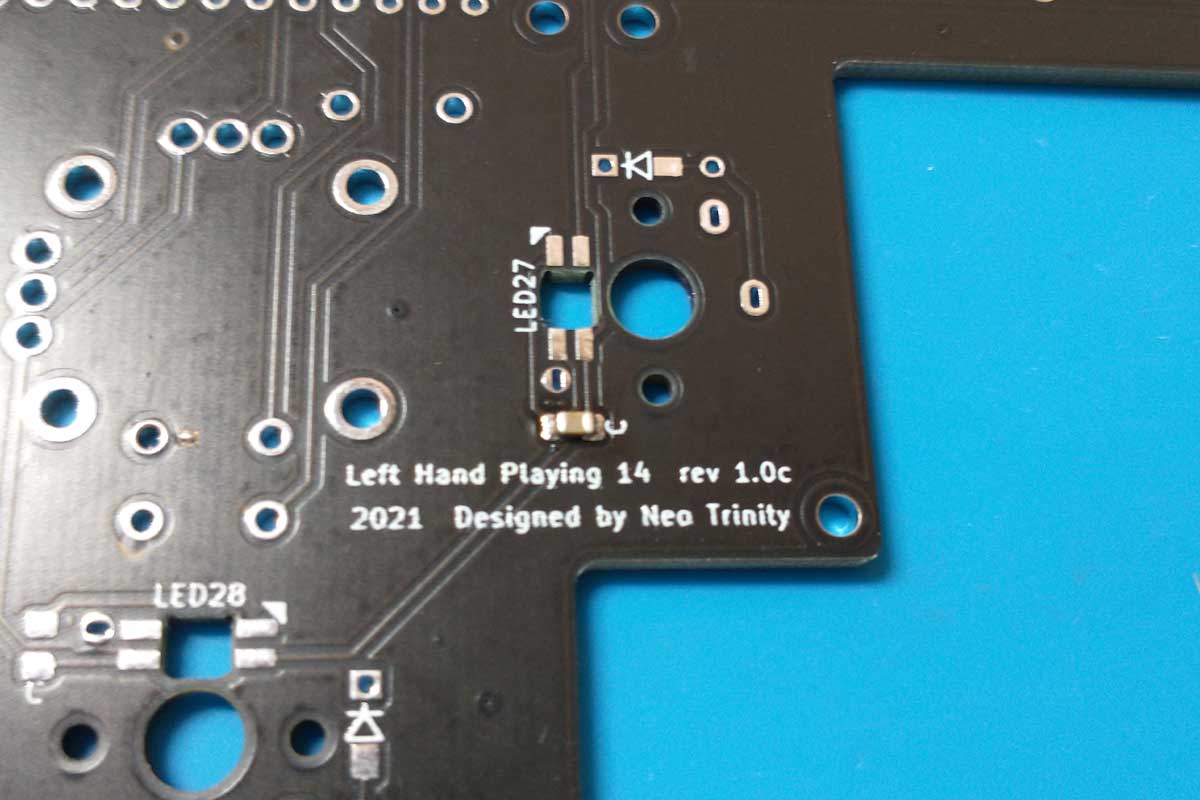 LED27
C
Left Hand Playing 14 rev 1.0c
2021 Designed by Neo Trinity
LED28
C